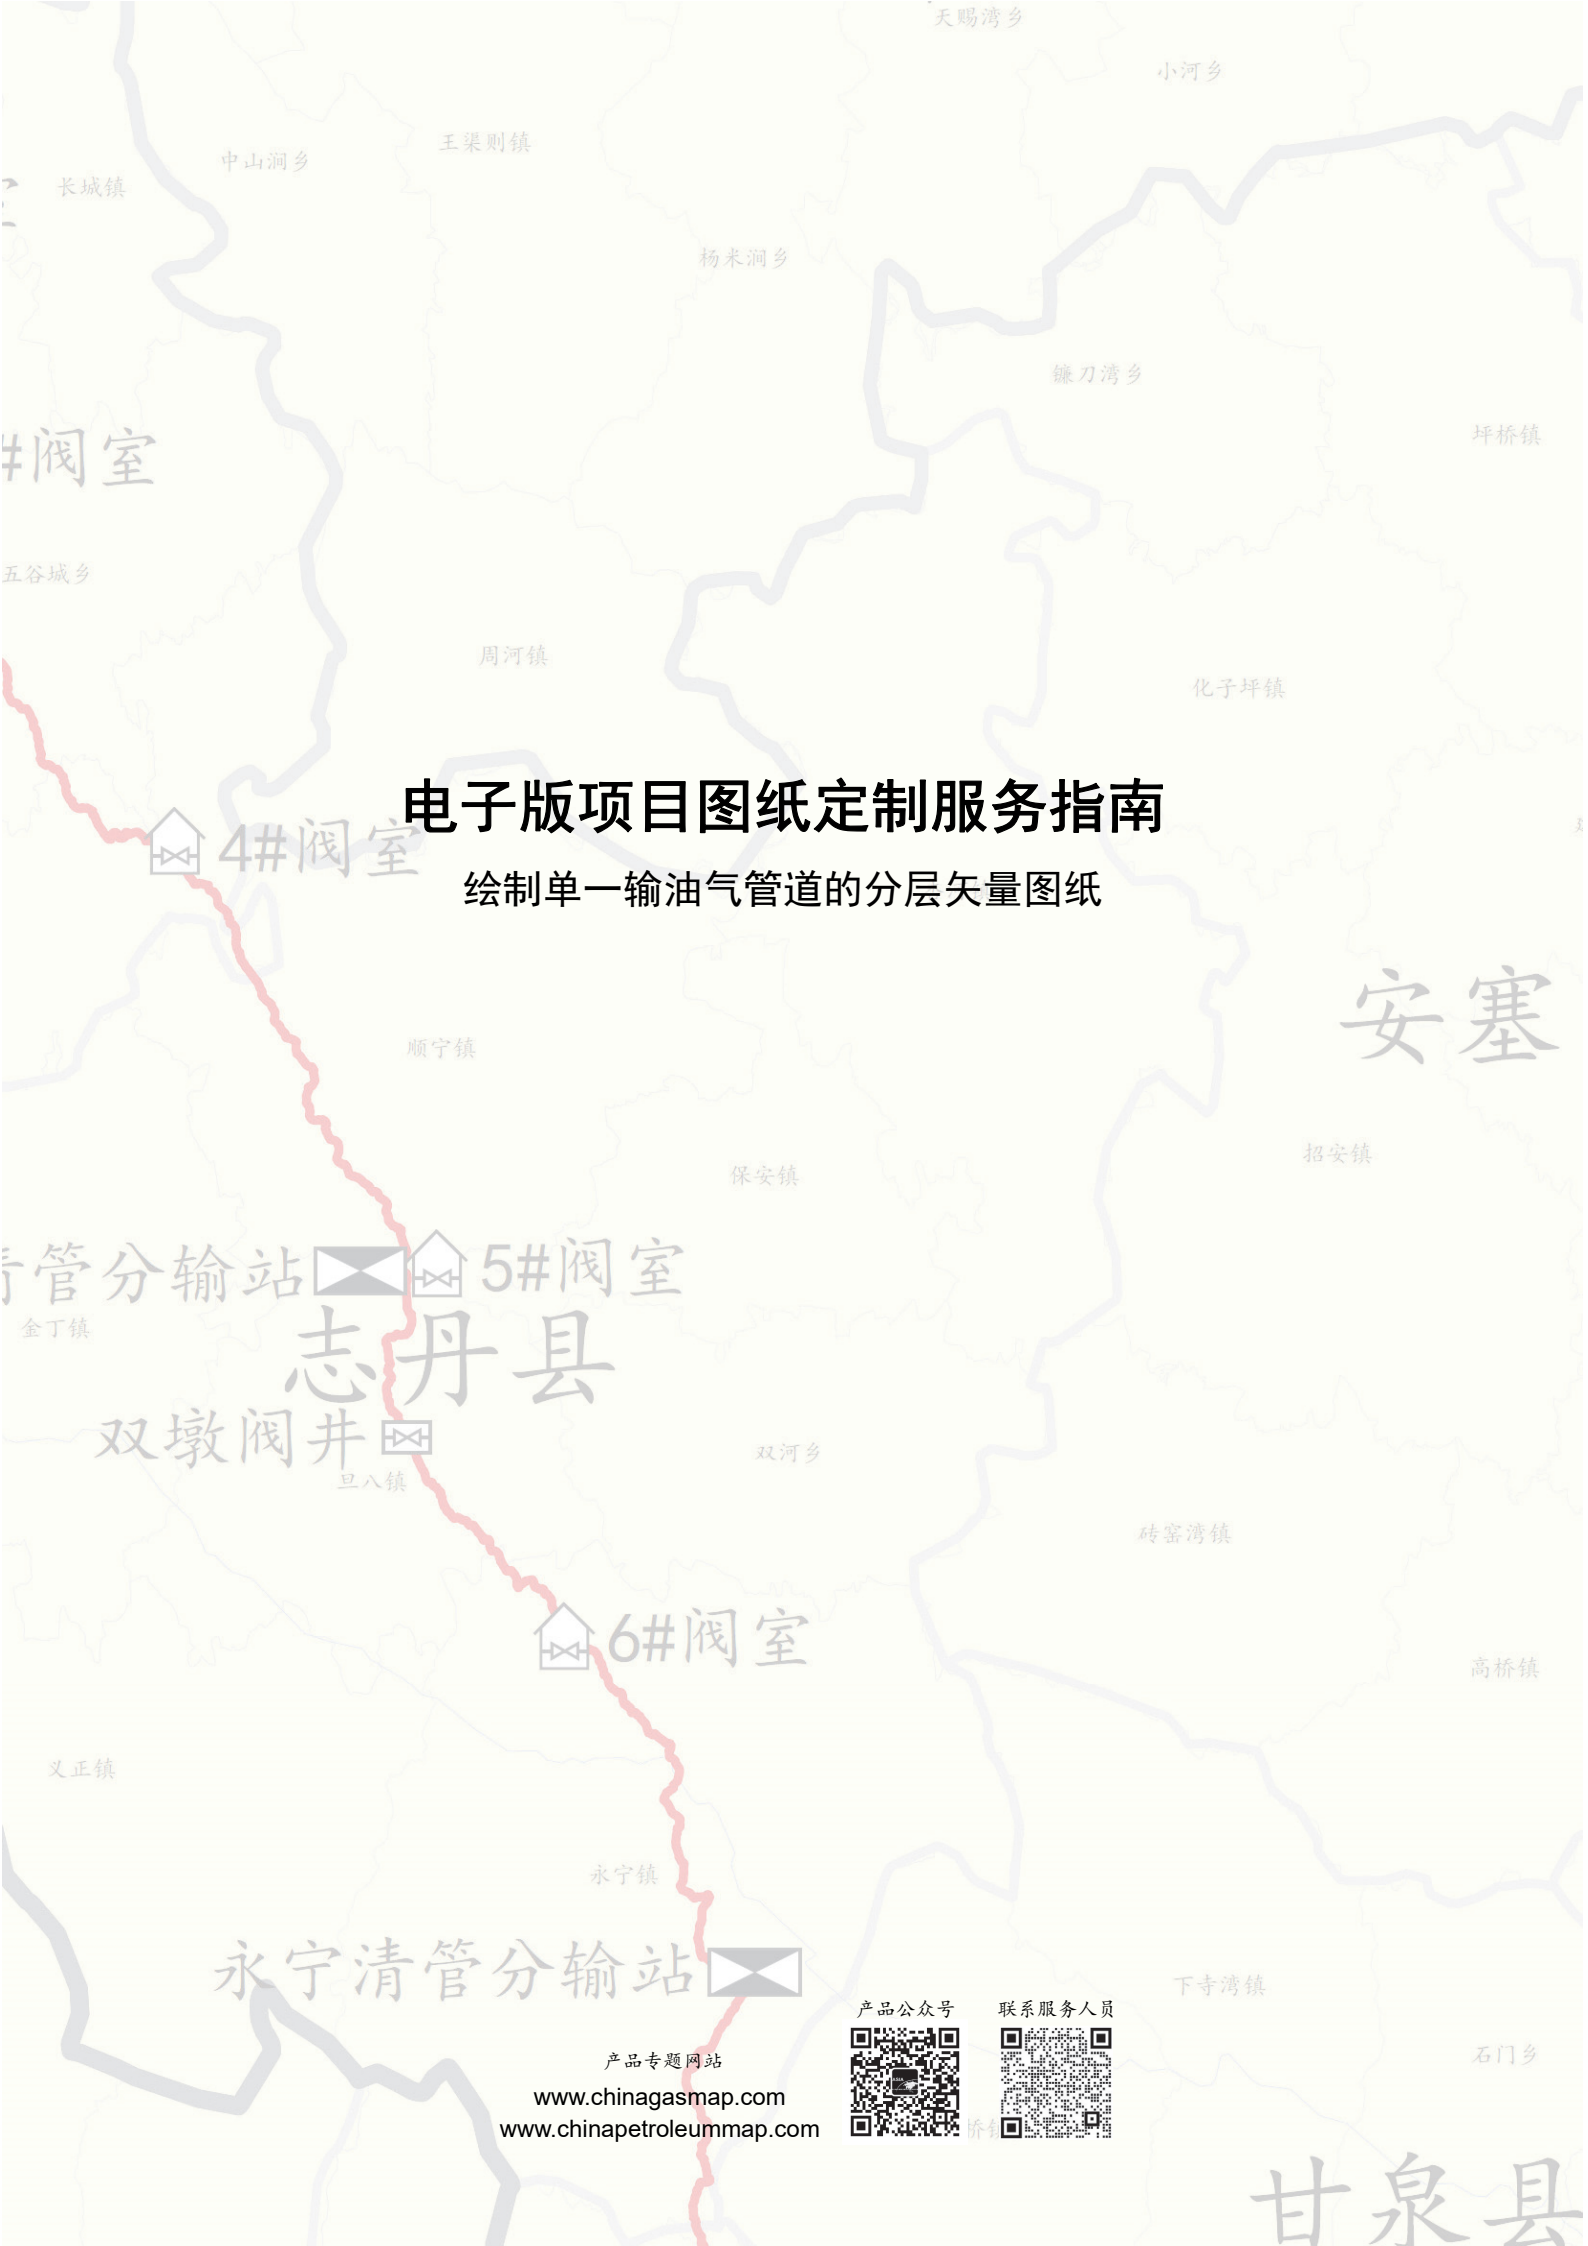 天赐湾乡
小河乡
王渠则镇
中山涧乡
长城镇
杨米涧乡
镰刀湾乡
坪桥镇
#阀室
五谷城乡
周河镇
化子坪镇
电子版项目图纸定制服务指南
4#阀室
绘制单一输油气管道的分层矢量图纸
安塞
顺宁镇
招安镇
保安镇
清管分输站
5#阀室
金丁镇
志丹县
双墩阀井
双河乡
旦八镇
砖窑湾镇
6#阀室
高桥镇
义正镇
永宁镇
永宁清管分输站
下寺湾镇
产品公众号
联系服务人员
石门乡
产品专题网站
www.chinagasmap.com
www.chinapetroleummap.com
桥镇
甘泉县